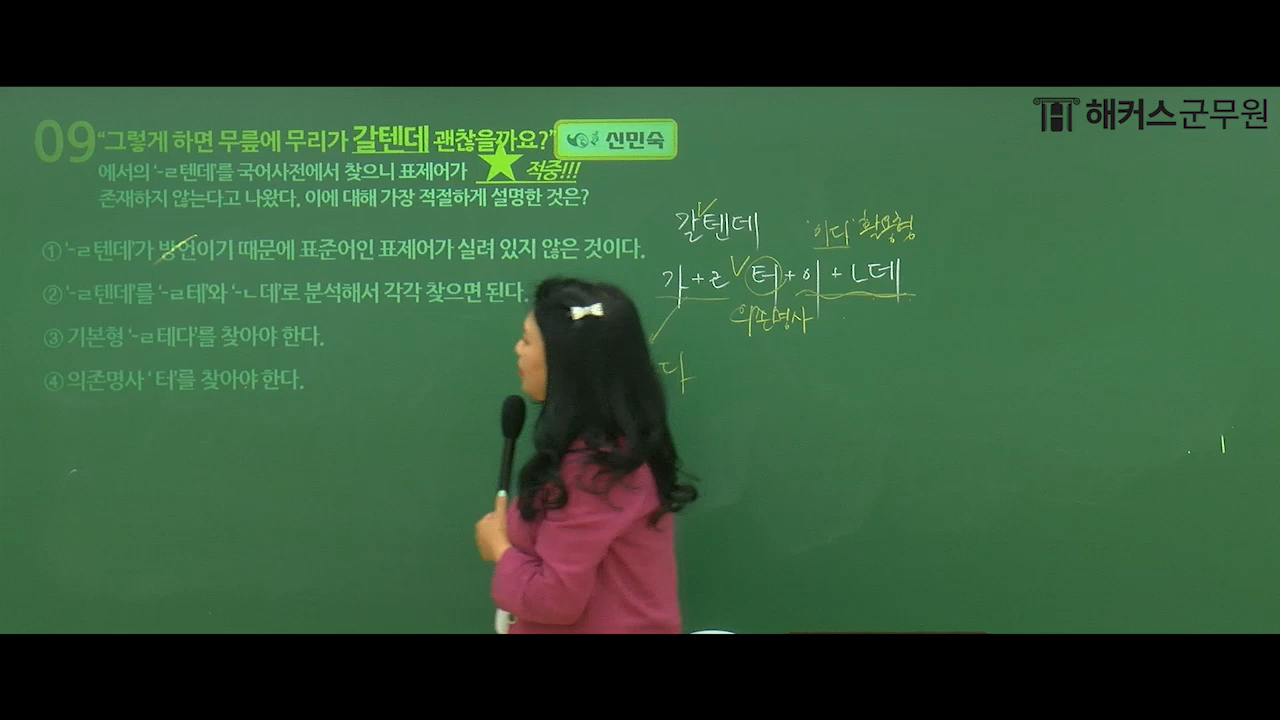 해커스군무원
09 "그렇게 하면 무릎에 무리가 갈텐데 괜찮을까요?" 신민숙
에서의 '-ㄹ텐데'를 국어사전에서 찾으니 표제어가 적중!!!
존재하지 않는다고 나왔다. 이에 대해 가장 적절하게 설명한 것은?
① '-ㄹ텐데'가 방언이기 때문에 표준어인 표제어가 실려 있지 않은 것이다.
② '-ㄹ텐데'를 '-ㄹ테'와 '-ㄴ데'로 분석해서 각각 찾으면 된다.
③ 기본형 '-ㄹ테다'를 찾아야 한다.
④ 의존명사 ' 터'를 찾아야 한다.
갈텐데 '이다' 활용형
가+ㄹ 터+이+ㄴ데
의존명사
다